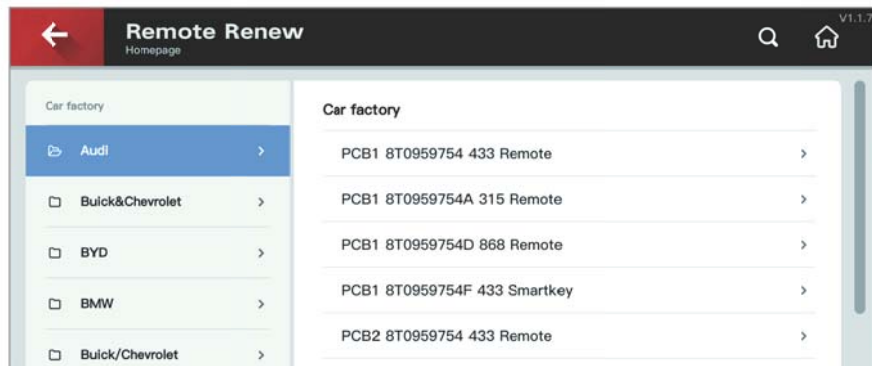 Remote Renew
Homepage
V1.1.7
Car factory
Audi
Buick&Chevrolet
BYD
BMW
Buick/Chevrolet
Car factory
PCB1 8T0959754 433 Remote
PCB1 8T0959754A 315 Remote
PCB1 8T0959754D 868 Remote
PCB1 8T0959754F 433 Smartkey
PCB2 8T0959754 433 Remote